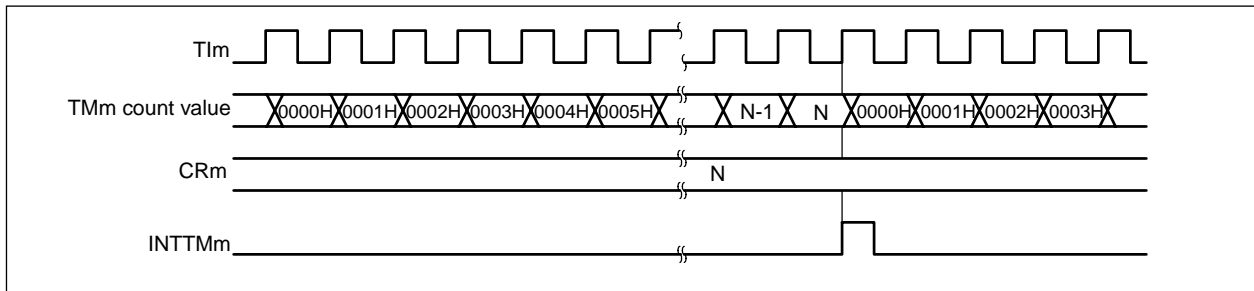 TIm
TMm count value 0000H 0001H 0002H 0003H 0004H 0005H N-1 N 0000H 0001H 0002H 0003H
CRm N
INTTMm